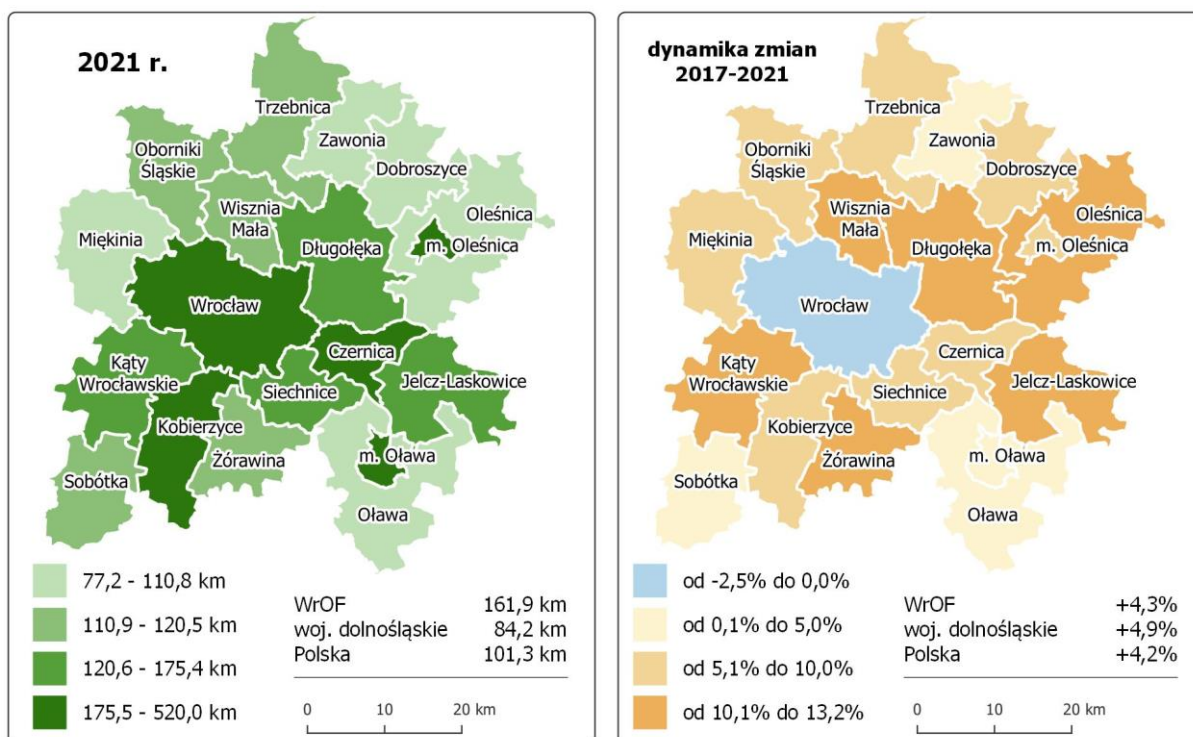 2021 r.
Trzebnica
Zawonia
Oborniki
Śląskie
Dobroszyce
Wisznia
Mała
Oleśnica
m. Oleśnica
Miękinia
Długołęka
Wrocław
Czernica
Kąty
Wrocławskie
Siechnice
Jelcz-Laskowice
Kobierzyce
Żórawina
m. Oława
Sobótka
Oława
77,2 - 110,8 km
110,9 - 120,5 km
120,6 - 175,4 km
175,5 - 520,0 km
WrOF 161,9 km
woj. dolnośląskie 84,2 km
Polska 101,3 km
0 10 20 km
dynamika zmian
2017-2021
Trzebnica
Zawonia
Oborniki
Śląskie
Dobroszyce
Wisznia
Mała
Oleśnica
m. Oleśnica
Miękinia
Długołęka
Wrocław
Czernica
Kąty
Wrocławskie
Siechnice
Jelcz-Laskowice
Kobierzyce
Żórawina
m. Oława
Sobótka
Oława
od -2,5% do 0,0%
od 0,1% do 5,0%
od 5,1% do 10,0%
od 10,1% do 13,2%
WrOF +4,3%
woj. dolnośląskie +4,9%
Polska +4,2%
0 10 20 km